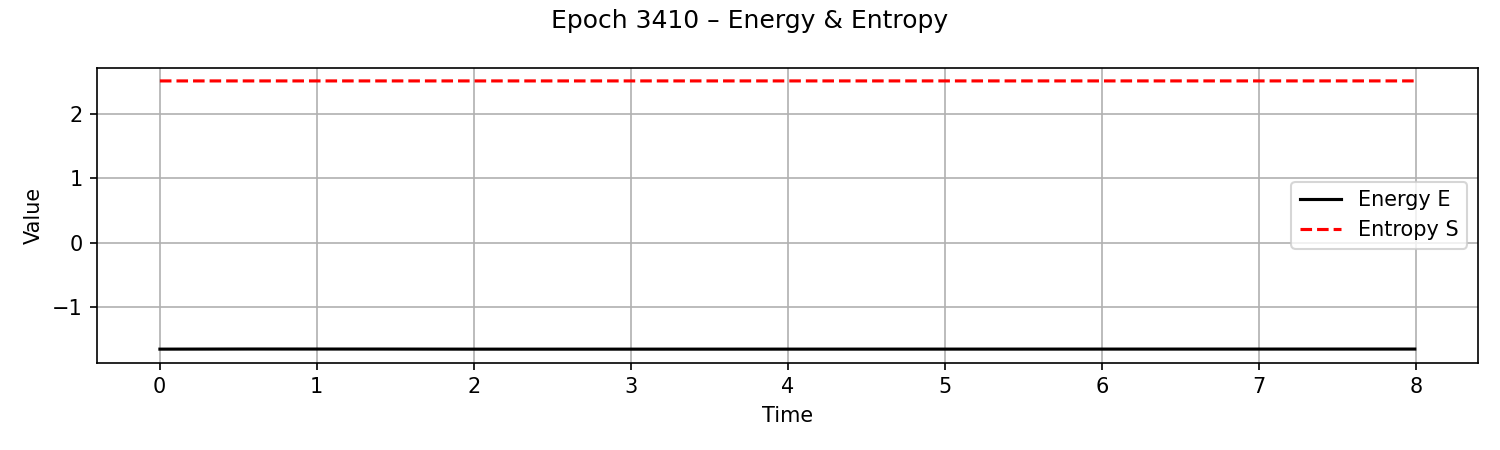 Epoch 3410 – Energy & Entropy
Value
2
1
0
−1
Energy E
Entropy S
0 1 2 3 4 5 6 7 8
Time